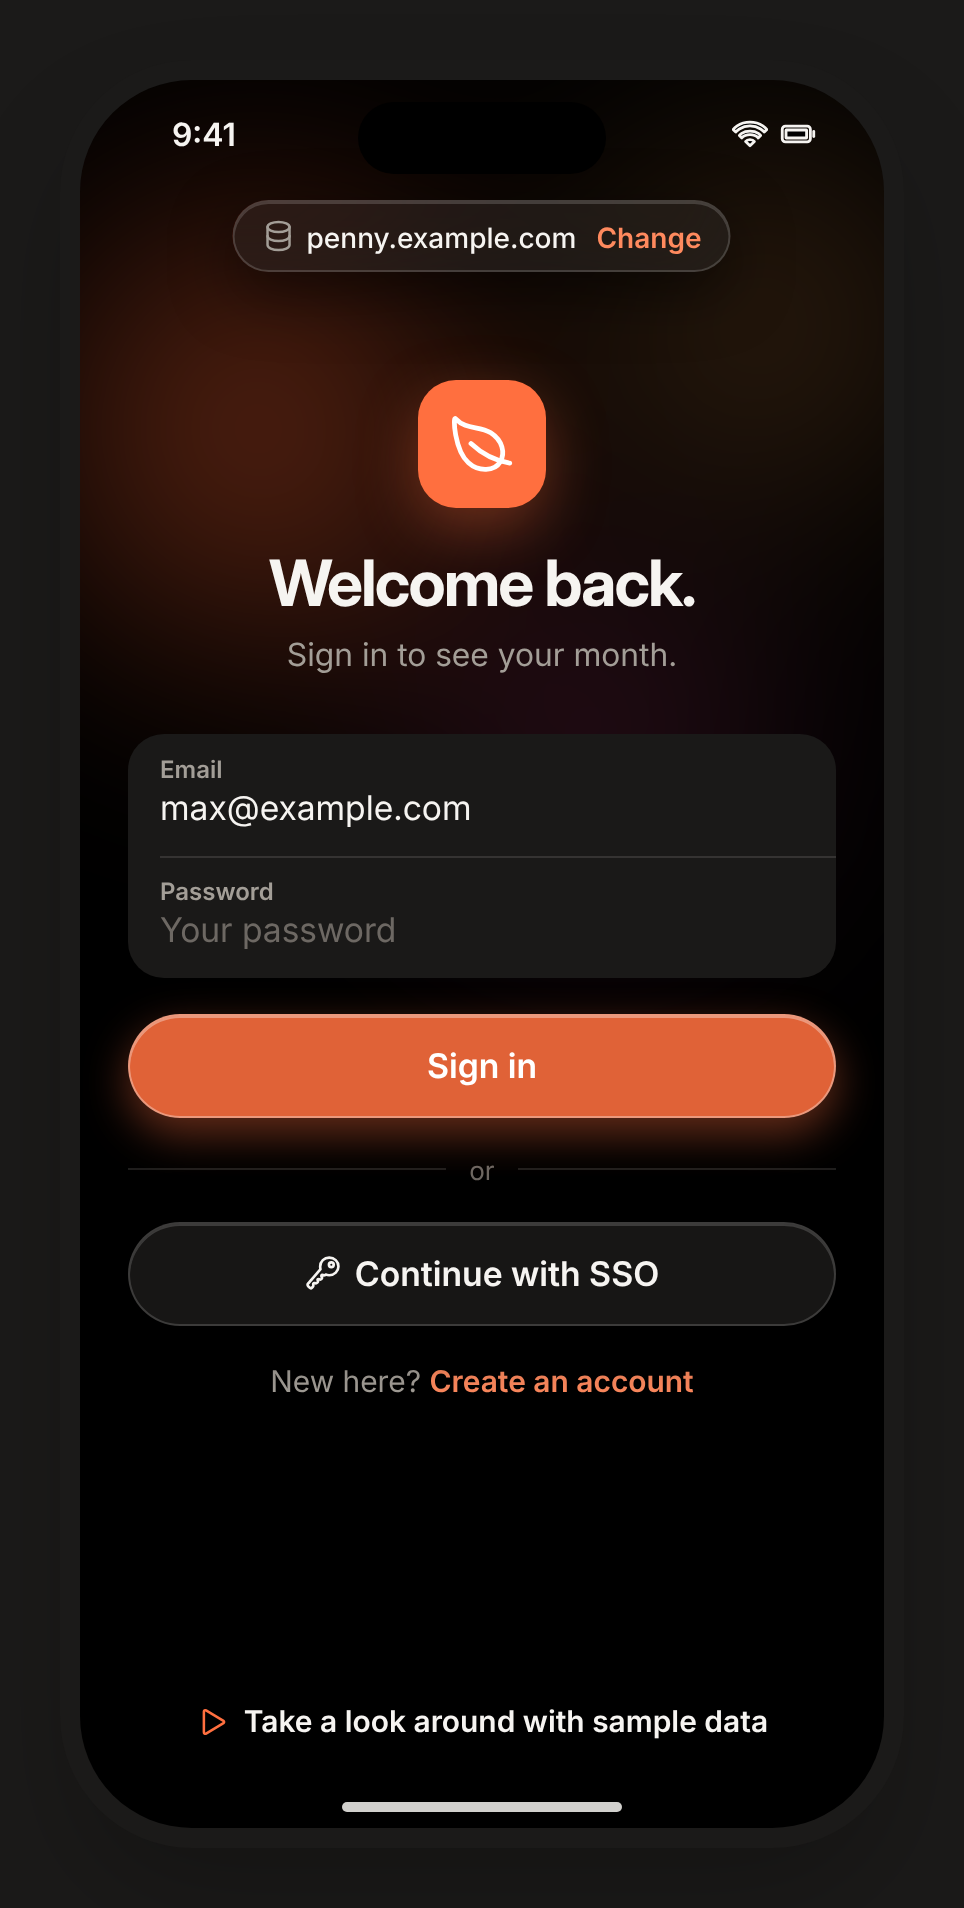 9:41
penny.example.com Change
Welcome back.
Sign in to see your month.
Email
max@example.com
Password
Your password
Sign in
or
Continue with SSO
New here? Create an account
Take a look around with sample data